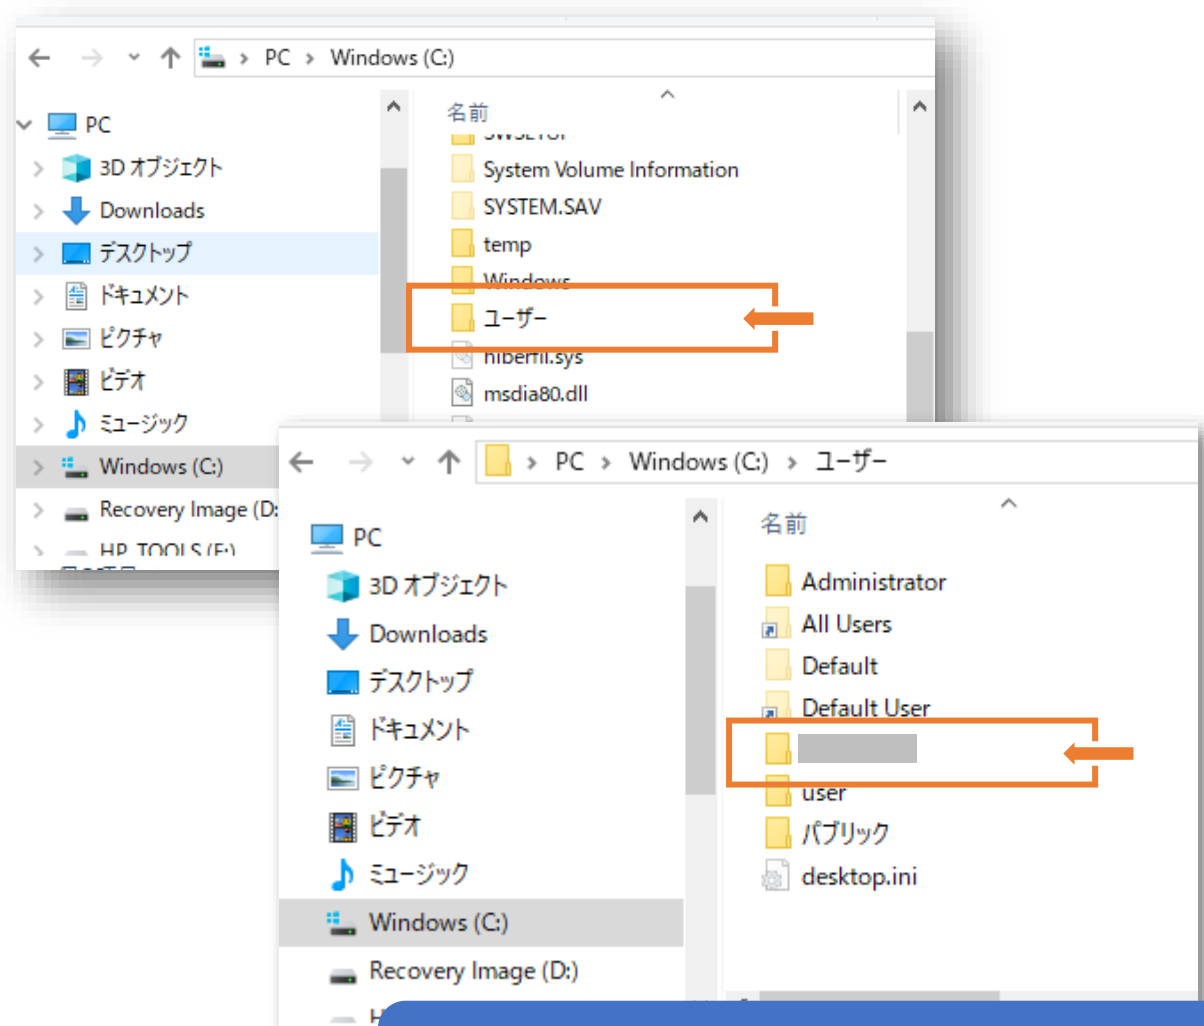 PC > Windows (C:)
PC
3D オブジェクト
Downloads
デスクトップ
ドキュメント
ピクチャ
ビデオ
ミュージック
Windows (C:)
Recovery Image (D:
HP_TOOLS (E:)
名前
SWSETUP
System Volume Information
SYSTEM.SAV
temp
Windows
ユーザー
hiberfil.sys
msdia80.dll
PC > Windows (C:) > ユーザー
PC
3D オブジェクト
Downloads
デスクトップ
ドキュメント
ピクチャ
ビデオ
ミュージック
Windows (C:)
Recovery Image (D:)
名前
Administrator
All Users
Default
Default User
user
パブリック
desktop.ini